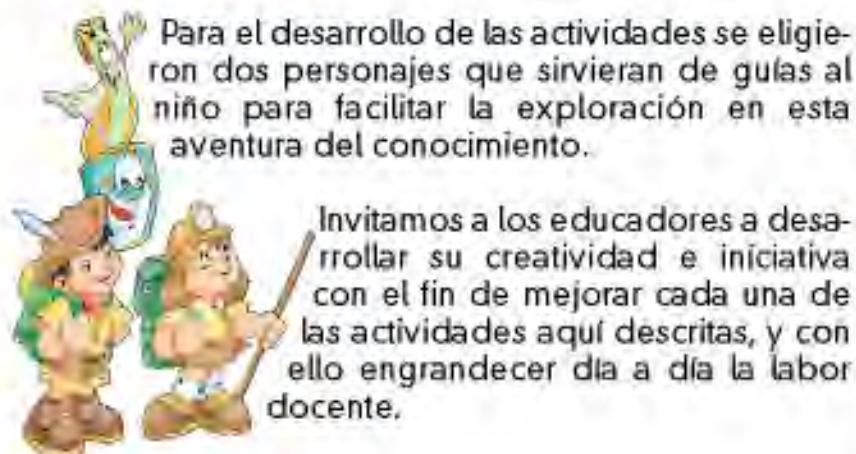 Para el desarrollo de las actividades se eligie-
ron dos personajes que sirvieran de guías al
niño para facilitar la exploración en esta
aventura del conocimiento.
Invitamos a los educadores a desa-
rrollar su creatividad e iniciativa
con el fin de mejorar cada una de
las actividades aquí descritas, y con
ello engrandecer día a día la labor
docente.